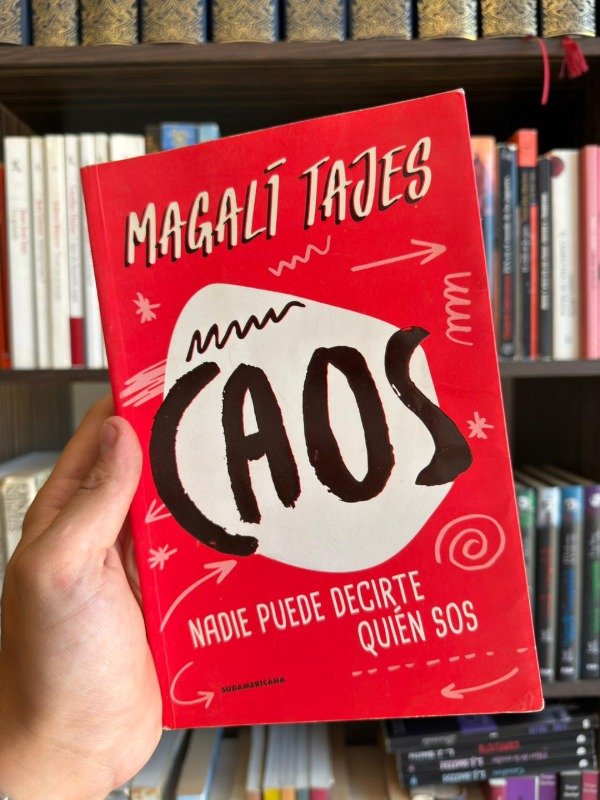 MAGALÍ TAJES
CAOS
NADIE PUEDE DECIRTE
QUIÉN SOS
SUDAMERICANA